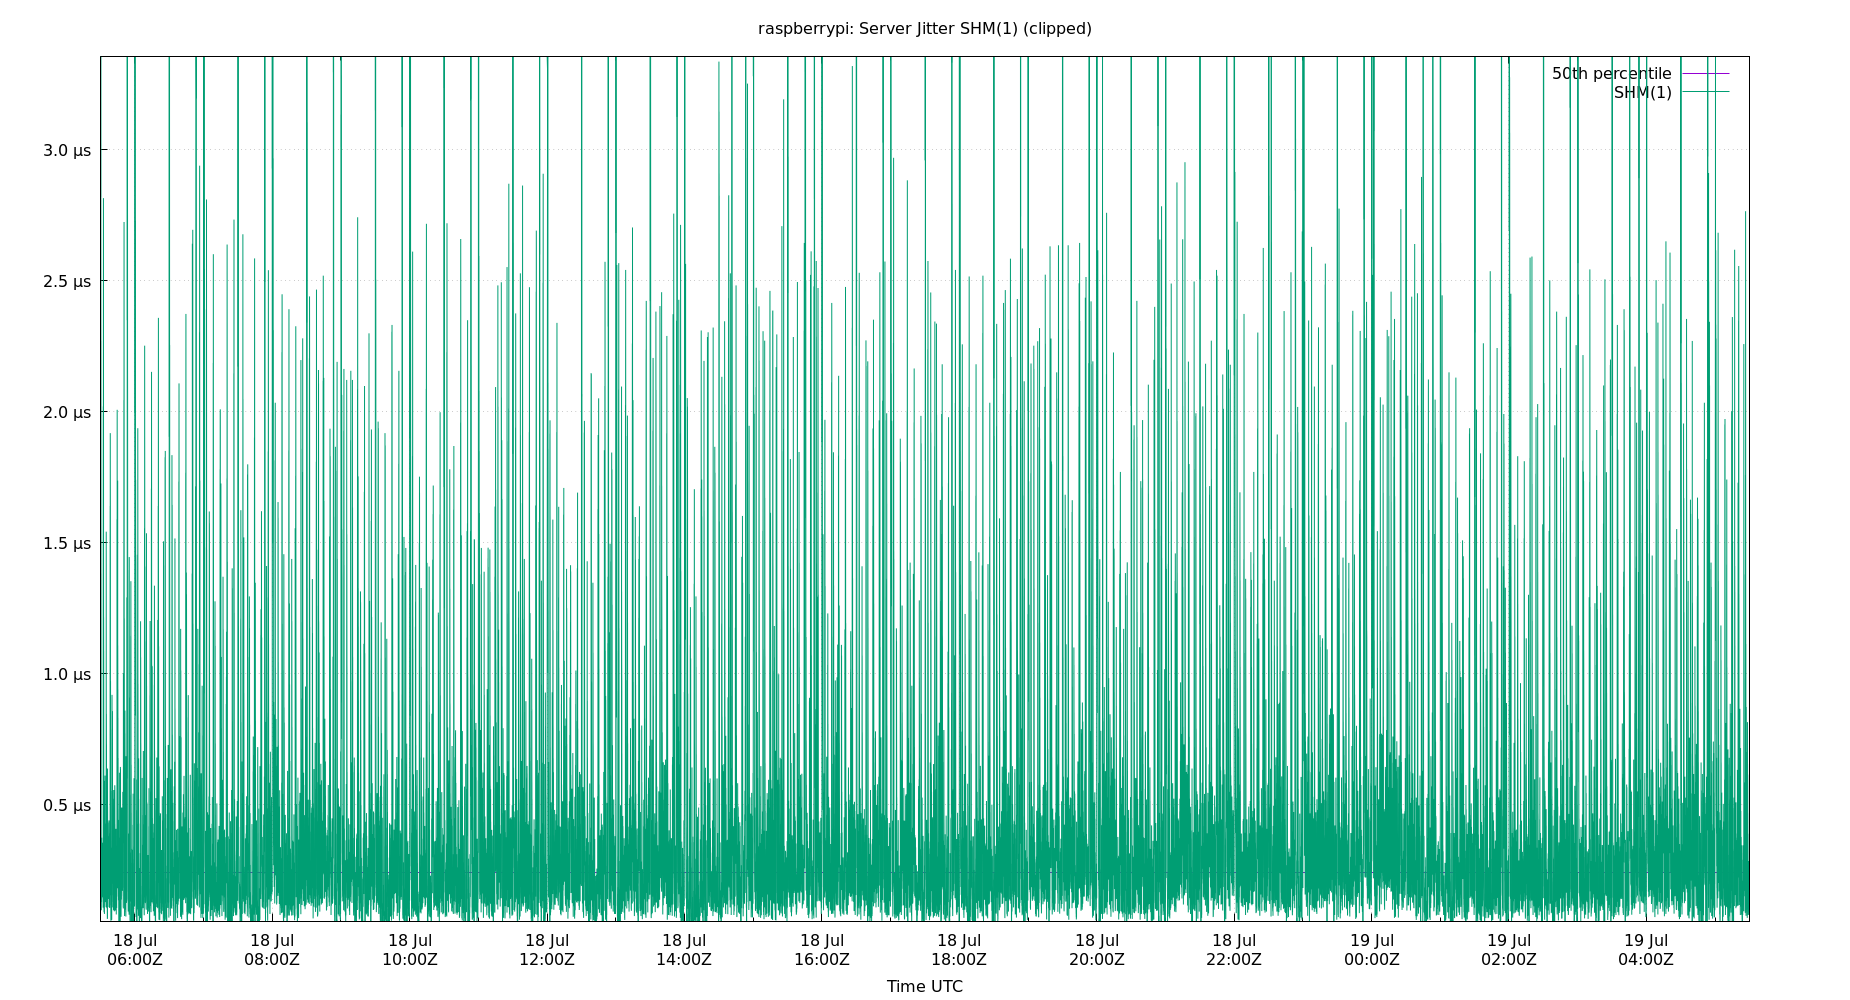 raspberrypi: Server Jitter SHM(1) (clipped)
50th percentile
SHM(1)
3.0 µs
2.5 µs
2.0 µs
1.5 µs
1.0 µs
0.5 µs
18 Jul 18 Jul 18 Jul 18 Jul 18 Jul 18 Jul 18 Jul 18 Jul 18 Jul 19 Jul 19 Jul 19 Jul
06:00Z 08:00Z 10:00Z 12:00Z 14:00Z 16:00Z 18:00Z 20:00Z 22:00Z 00:00Z 02:00Z 04:00Z
Time UTC